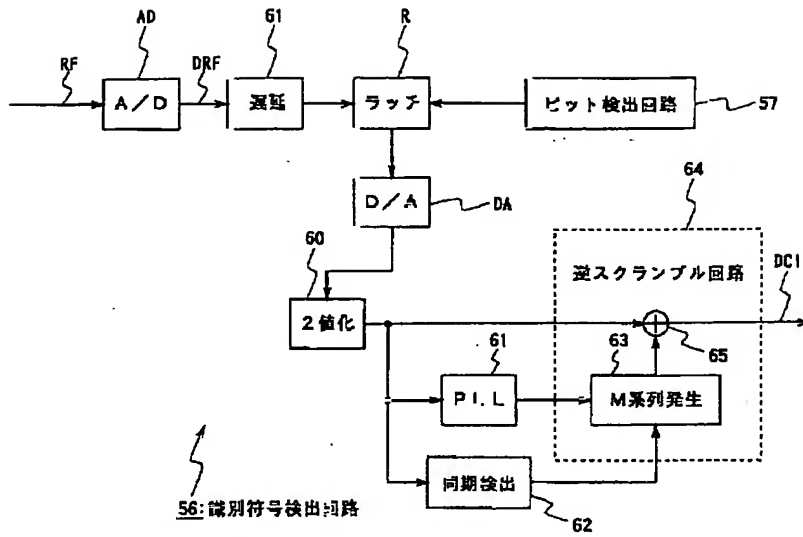 AD
61
R
RF
DRF
A/D
遅延
ラッチ
ピット検出回路
57
D/A
DA
64
60
逆スクランブル回路
DCI
2値化
65
61
63
PLL
M系列発生
同期検出
62
56:識別符号検出回路